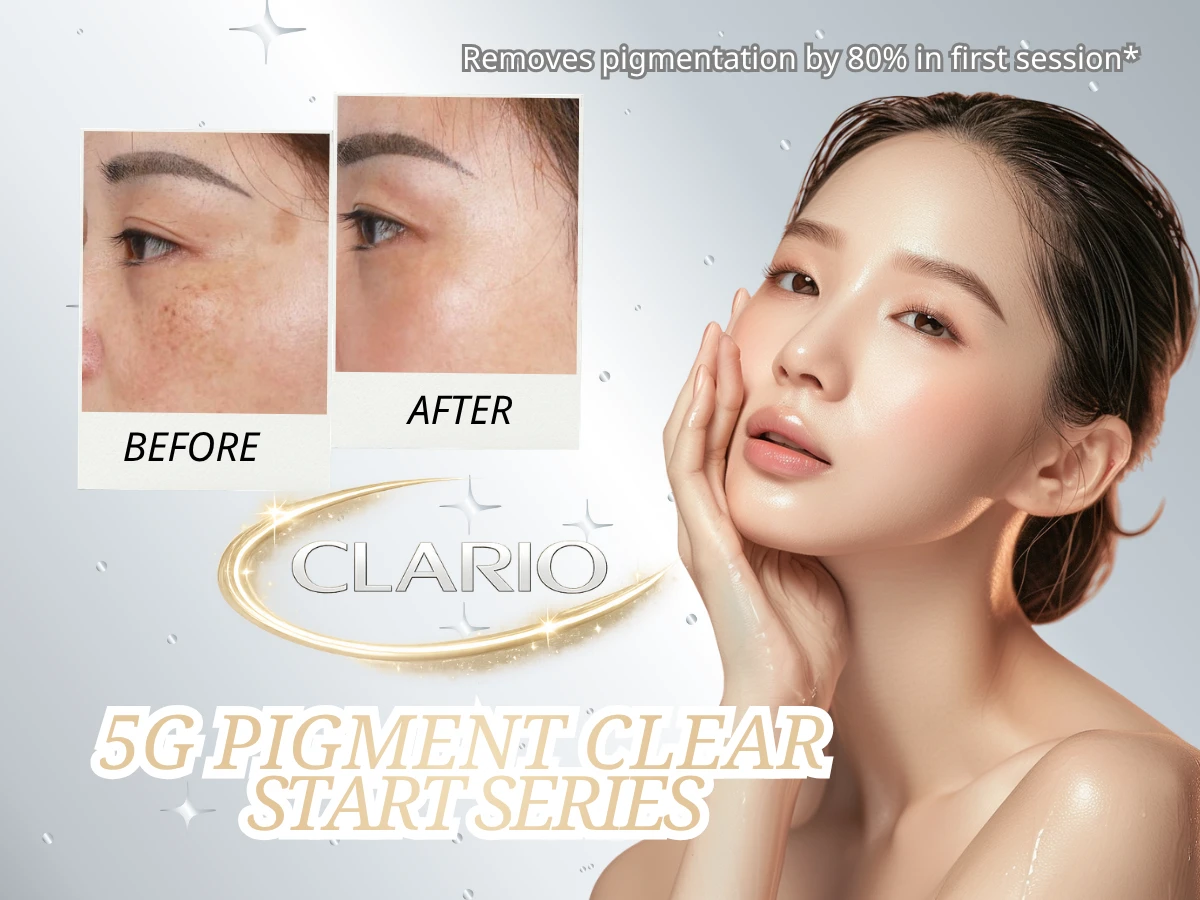 Removes pigmentation by 80% in first session*
BEFORE
AFTER
CLARIO
5G PIGMENT CLEAR
START SERIES